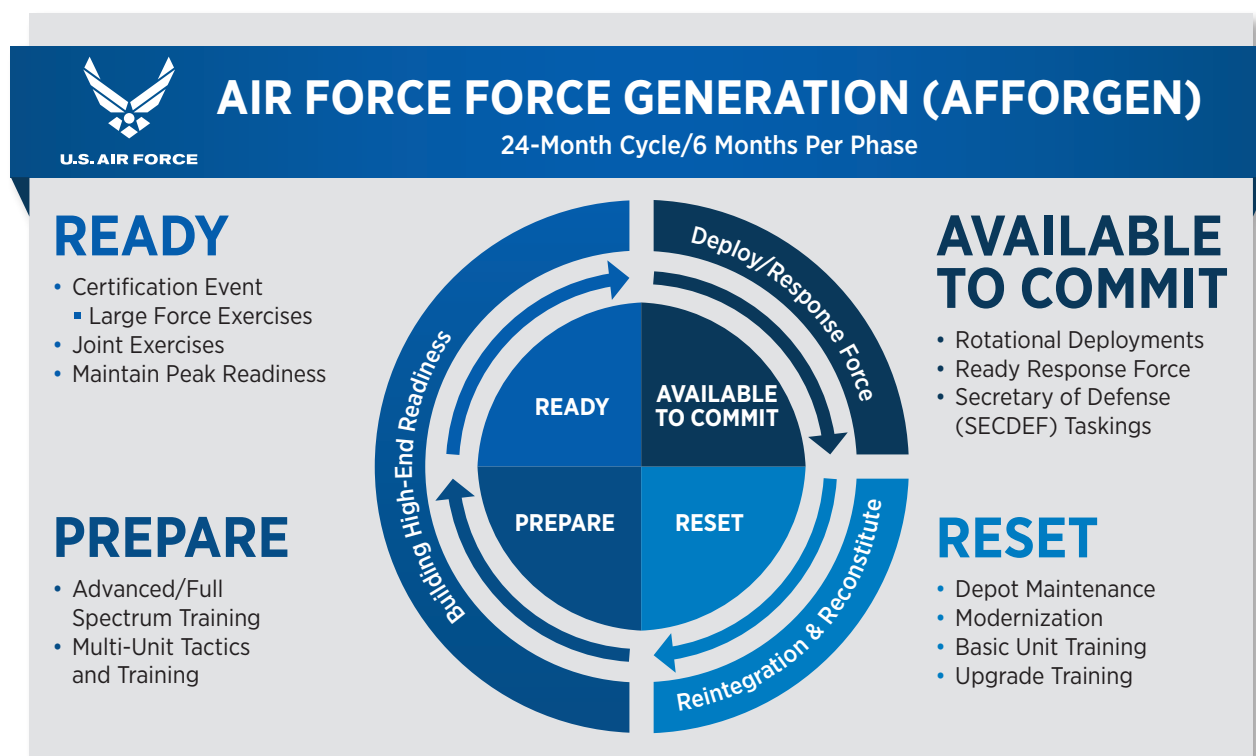 U.S. AIR FORCE
AIR FORCE FORCE GENERATION (AFFORGEN)
24-Month Cycle/6 Months Per Phase
READY
• Certification Event
▪ Large Force Exercises
• Joint Exercises
• Maintain Peak Readiness
PREPARE
• Advanced/Full
Spectrum Training
• Multi-Unit Tactics
and Training
Building High-End Readiness
Deploy/Response Force
Reintegration & Reconstitute
READY
AVAILABLE
TO COMMIT
PREPARE
RESET
AVAILABLE
TO COMMIT
• Rotational Deployments
• Ready Response Force
• Secretary of Defense
(SECDEF) Taskings
RESET
• Depot Maintenance
• Modernization
• Basic Unit Training
• Upgrade Training